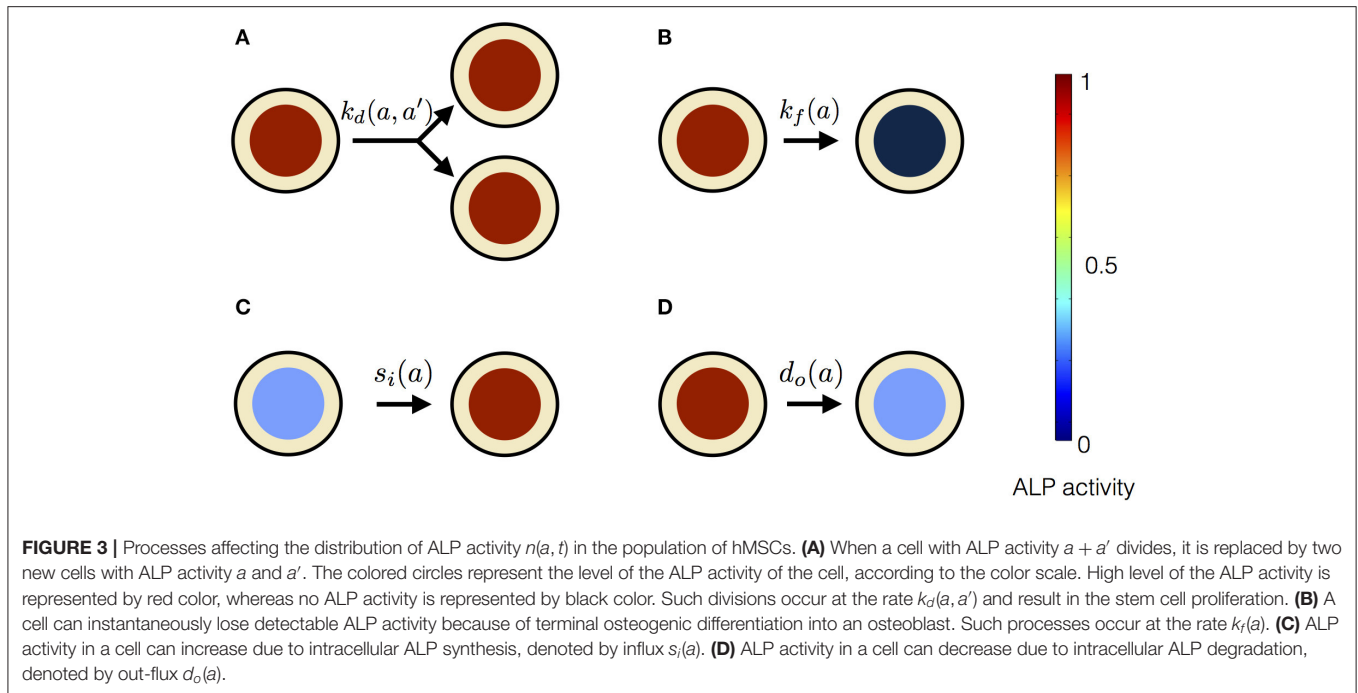 A
B
k_d(a, a')
k_f(a)
1
0.5
0
ALP activity
C
D
s_i(a)
d_o(a)
FIGURE 3 | Processes affecting the distribution of ALP activity n(a, t) in the population of hMSCs. (A) When a cell with ALP activity a + a′ divides, it is replaced by two
new cells with ALP activity a and a′. The colored circles represent the level of the ALP activity of the cell, according to the color scale. High level of the ALP activity is
represented by red color, whereas no ALP activity is represented by black color. Such divisions occur at the rate k_d(a, a′) and result in the stem cell proliferation. (B) A
cell can instantaneously lose detectable ALP activity because of terminal osteogenic differentiation into an osteoblast. Such processes occur at the rate k_f(a). (C) ALP
activity in a cell can increase due to intracellular ALP synthesis, denoted by influx s_i(a). (D) ALP activity in a cell can decrease due to intracellular ALP degradation,
denoted by out-flux d_o(a).